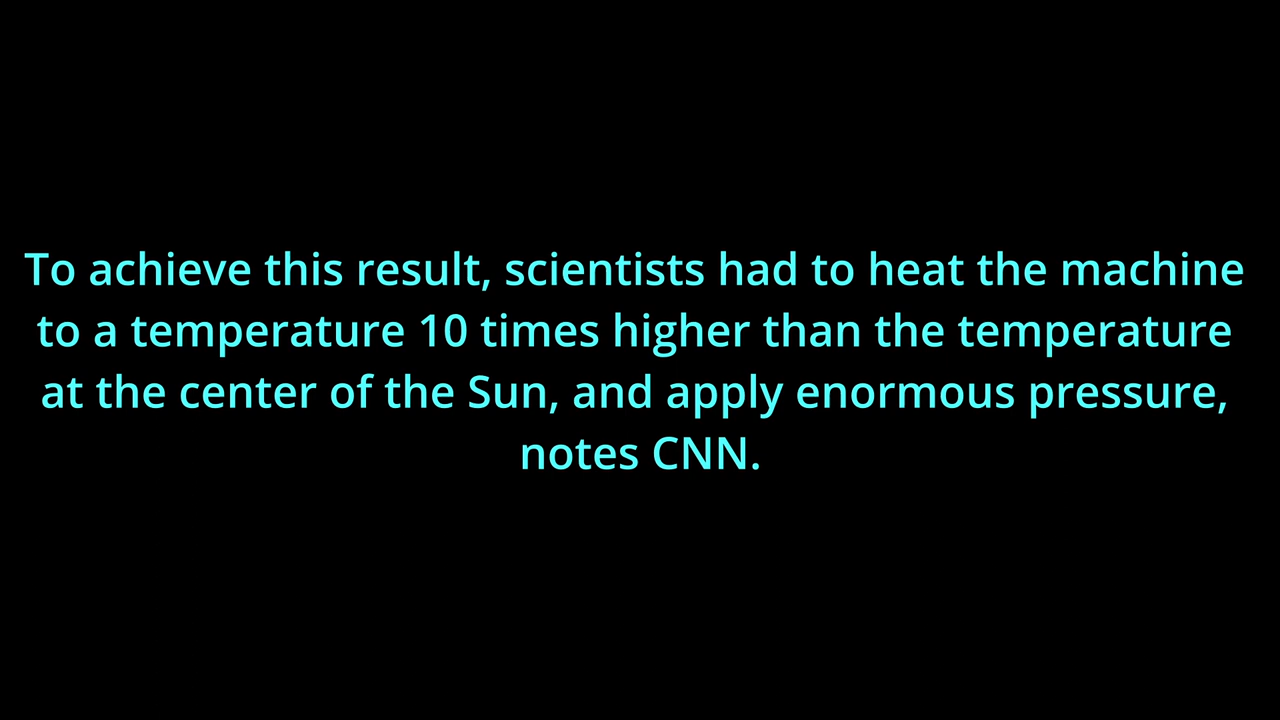 To achieve this result, scientists had to heat the machine
to a temperature 10 times higher than the temperature
at the center of the Sun, and apply enormous pressure,
notes CNN.